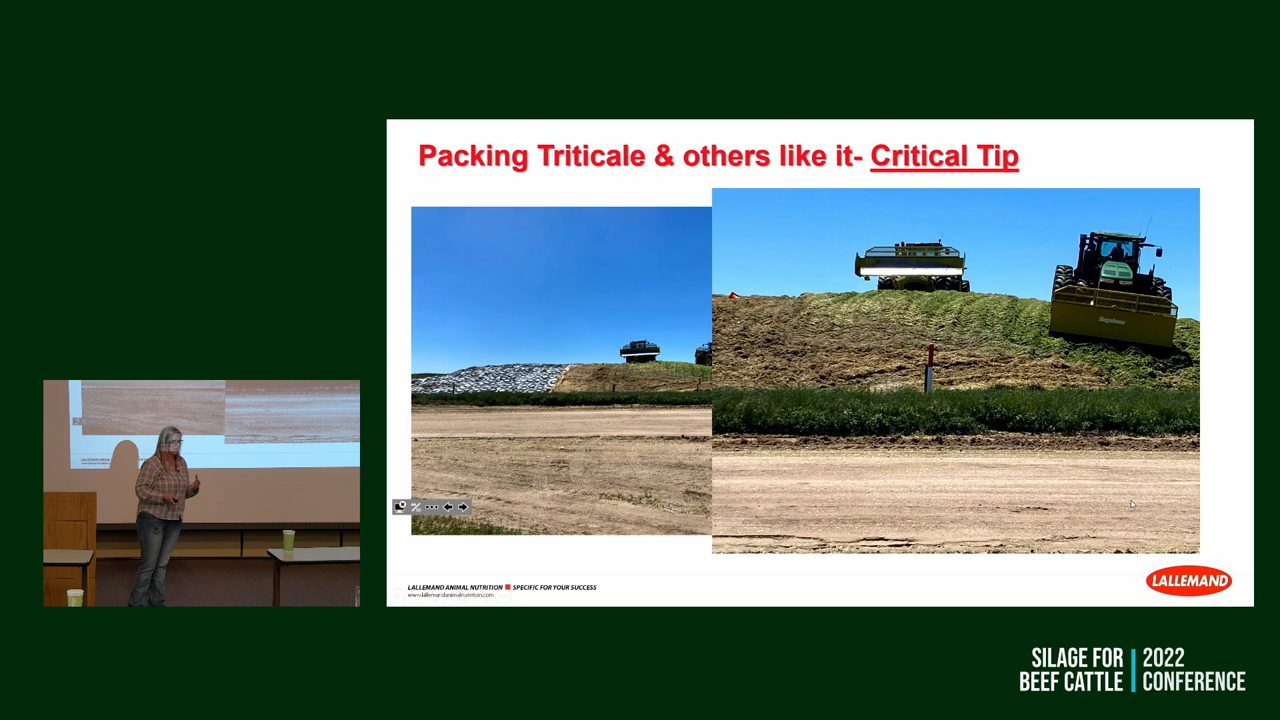 Packing Triticale & others like it- Critical Tip
LALLEMAND ANIMAL NUTRITION SPECIFIC FOR YOUR SUCCESS
www.lallemandanimalnutrition.com
LALLEMAND
SILAGE FOR BEEF CATTLE
2022 CONFERENCE